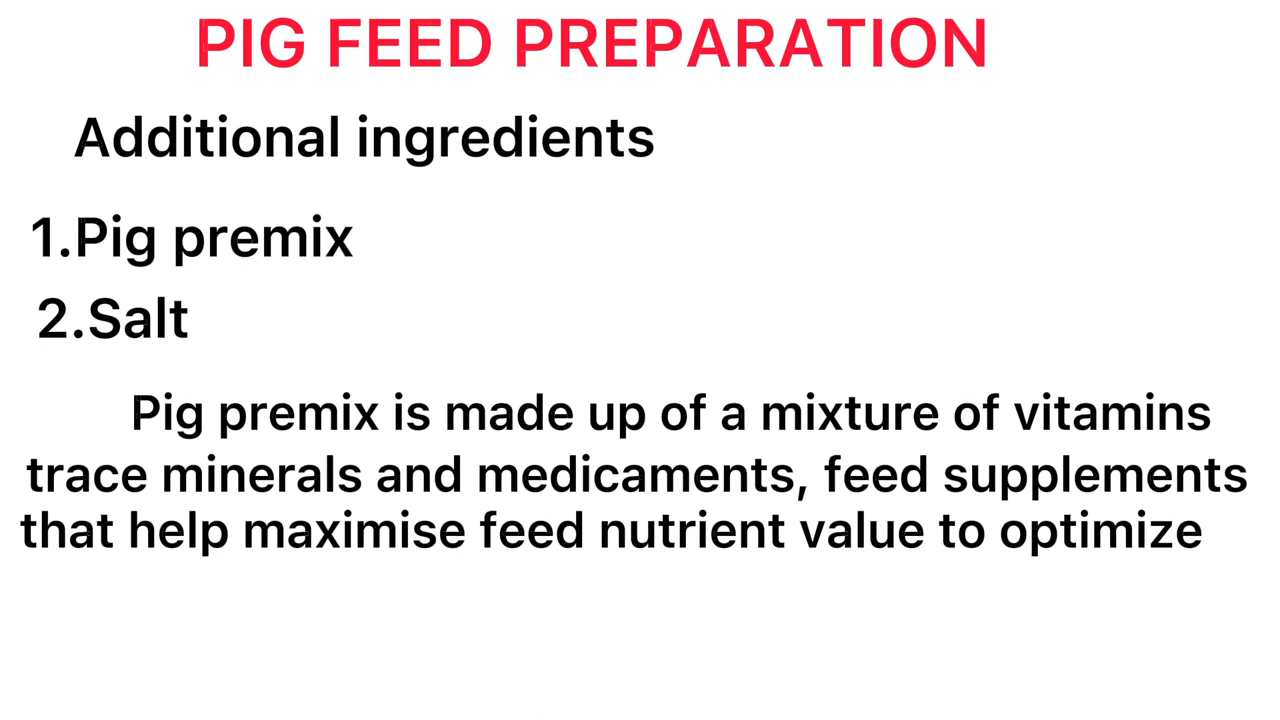 PIG FEED PREPARATION
Additional ingredients
1.Pig premix
2.Salt
Pig premix is made up of a mixture of vitamins
trace minerals and medicaments, feed supplements
that help maximise feed nutrient value to optimize